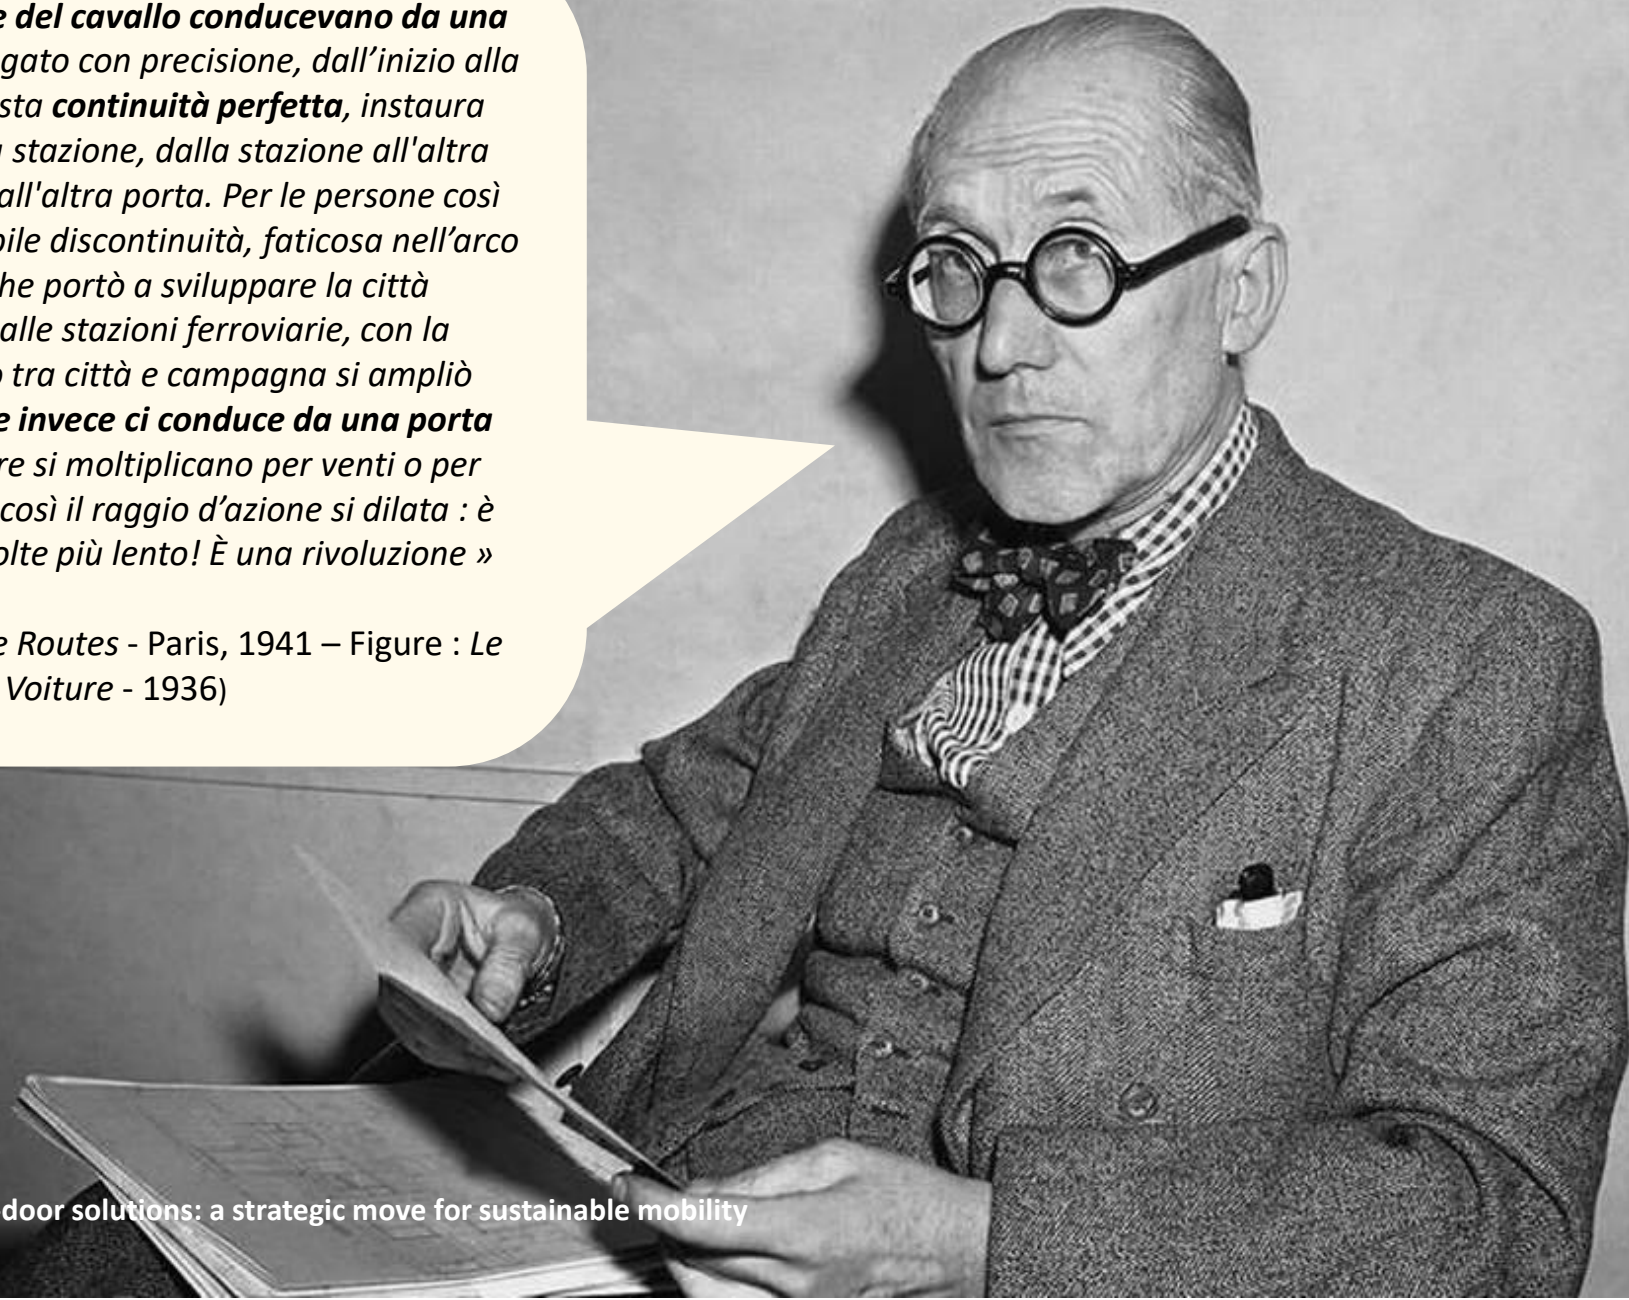 e del cavallo conducevano da una
gato con precisione, dall’inizio alla
sta continuità perfetta, instaura
a stazione, dalla stazione all'altra
all'altra porta. Per le persone così
bile discontinuità, faticosa nell’arco
he portò a sviluppare la città
alle stazioni ferroviarie, con la
o tra città e campagna si ampliò
e invece ci conduce da una porta
re si moltiplicano per venti o per
così il raggio d’azione si dilata : è
olte più lento! È una rivoluzione »
e Routes - Paris, 1941 – Figure : Le
Voiture - 1936)
door solutions: a strategic move for sustainable mobility